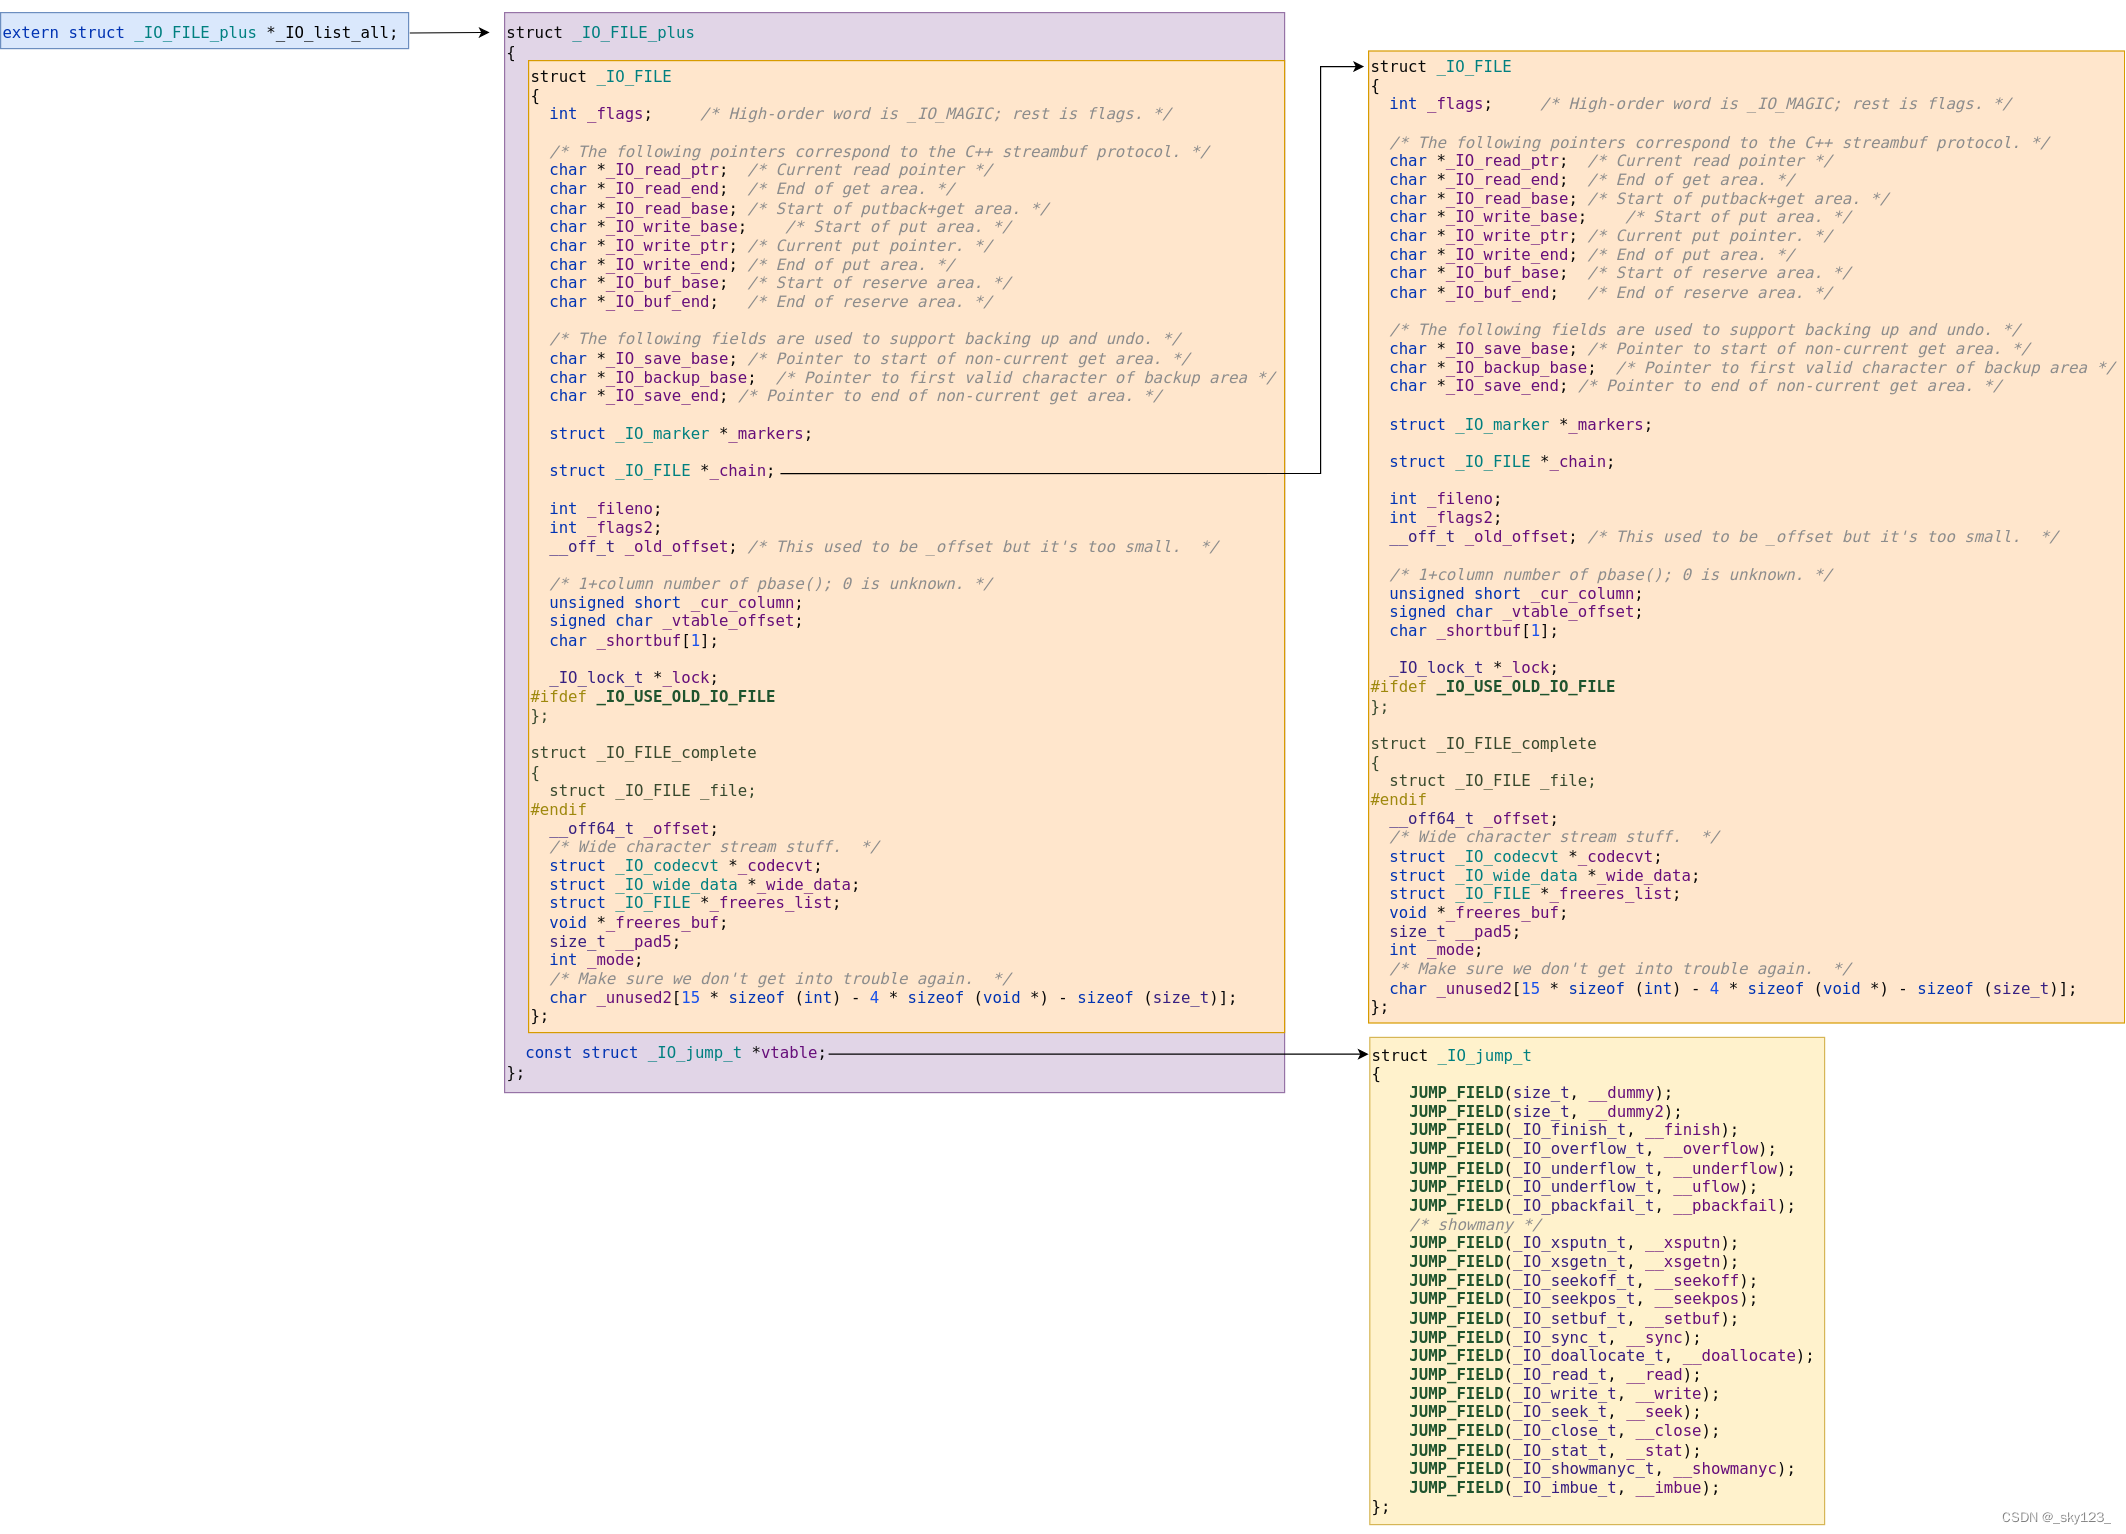 extern struct _IO_FILE_plus *_IO_list_all;
struct _IO_FILE_plus
{
struct _IO_FILE
{
  int _flags;     /* High-order word is _IO_MAGIC; rest is flags. */

  /* The following pointers correspond to the C++ streambuf protocol. */
  char *_IO_read_ptr;  /* Current read pointer */
  char *_IO_read_end;  /* End of get area. */
  char *_IO_read_base; /* Start of putback+get area. */
  char *_IO_write_base;    /* Start of put area. */
  char *_IO_write_ptr; /* Current put pointer. */
  char *_IO_write_end; /* End of put area. */
  char *_IO_buf_base;  /* Start of reserve area. */
  char *_IO_buf_end;   /* End of reserve area. */

  /* The following fields are used to support backing up and undo. */
  char *_IO_save_base; /* Pointer to start of non-current get area. */
  char *_IO_backup_base;  /* Pointer to first valid character of backup area */
  char *_IO_save_end; /* Pointer to end of non-current get area. */

  struct _IO_marker *_markers;

  struct _IO_FILE *_chain;

  int _fileno;
  int _flags2;
  __off_t _old_offset; /* This used to be _offset but it's too small.  */

  /* 1+column number of pbase(); 0 is unknown. */
  unsigned short _cur_column;
  signed char _vtable_offset;
  char _shortbuf[1];

  _IO_lock_t *_lock;
#ifdef _IO_USE_OLD_IO_FILE
};

struct _IO_FILE_complete
{
  struct _IO_FILE _file;
#endif
  __off64_t _offset;
  /* Wide character stream stuff.  */
  struct _IO_codecvt *_codecvt;
  struct _IO_wide_data *_wide_data;
  struct _IO_FILE *_freeres_list;
  void *_freeres_buf;
  size_t __pad5;
  int _mode;
  /* Make sure we don't get into trouble again.  */
  char _unused2[15 * sizeof (int) - 4 * sizeof (void *) - sizeof (size_t)];
};
  const struct _IO_jump_t *vtable;
};
struct _IO_FILE
{
  int _flags;     /* High-order word is _IO_MAGIC; rest is flags. */

  /* The following pointers correspond to the C++ streambuf protocol. */
  char *_IO_read_ptr;  /* Current read pointer */
  char *_IO_read_end;  /* End of get area. */
  char *_IO_read_base; /* Start of putback+get area. */
  char *_IO_write_base;    /* Start of put area. */
  char *_IO_write_ptr; /* Current put pointer. */
  char *_IO_write_end; /* End of put area. */
  char *_IO_buf_base;  /* Start of reserve area. */
  char *_IO_buf_end;   /* End of reserve area. */

  /* The following fields are used to support backing up and undo. */
  char *_IO_save_base; /* Pointer to start of non-current get area. */
  char *_IO_backup_base;  /* Pointer to first valid character of backup area */
  char *_IO_save_end; /* Pointer to end of non-current get area. */

  struct _IO_marker *_markers;

  struct _IO_FILE *_chain;

  int _fileno;
  int _flags2;
  __off_t _old_offset; /* This used to be _offset but it's too small.  */

  /* 1+column number of pbase(); 0 is unknown. */
  unsigned short _cur_column;
  signed char _vtable_offset;
  char _shortbuf[1];

  _IO_lock_t *_lock;
#ifdef _IO_USE_OLD_IO_FILE
};

struct _IO_FILE_complete
{
  struct _IO_FILE _file;
#endif
  __off64_t _offset;
  /* Wide character stream stuff.  */
  struct _IO_codecvt *_codecvt;
  struct _IO_wide_data *_wide_data;
  struct _IO_FILE *_freeres_list;
  void *_freeres_buf;
  size_t __pad5;
  int _mode;
  /* Make sure we don't get into trouble again.  */
  char _unused2[15 * sizeof (int) - 4 * sizeof (void *) - sizeof (size_t)];
};
struct _IO_jump_t
{
    JUMP_FIELD(size_t, __dummy);
    JUMP_FIELD(size_t, __dummy2);
    JUMP_FIELD(_IO_finish_t, __finish);
    JUMP_FIELD(_IO_overflow_t, __overflow);
    JUMP_FIELD(_IO_underflow_t, __underflow);
    JUMP_FIELD(_IO_underflow_t, __uflow);
    JUMP_FIELD(_IO_pbackfail_t, __pbackfail);
    /* showmany */
    JUMP_FIELD(_IO_xsputn_t, __xsputn);
    JUMP_FIELD(_IO_xsgetn_t, __xsgetn);
    JUMP_FIELD(_IO_seekoff_t, __seekoff);
    JUMP_FIELD(_IO_seekpos_t, __seekpos);
    JUMP_FIELD(_IO_setbuf_t, __setbuf);
    JUMP_FIELD(_IO_sync_t, __sync);
    JUMP_FIELD(_IO_doallocate_t, __doallocate);
    JUMP_FIELD(_IO_read_t, __read);
    JUMP_FIELD(_IO_write_t, __write);
    JUMP_FIELD(_IO_seek_t, __seek);
    JUMP_FIELD(_IO_close_t, __close);
    JUMP_FIELD(_IO_stat_t, __stat);
    JUMP_FIELD(_IO_showmanyc_t, __showmanyc);
    JUMP_FIELD(_IO_imbue_t, __imbue);
};
CSDN @_sky123_